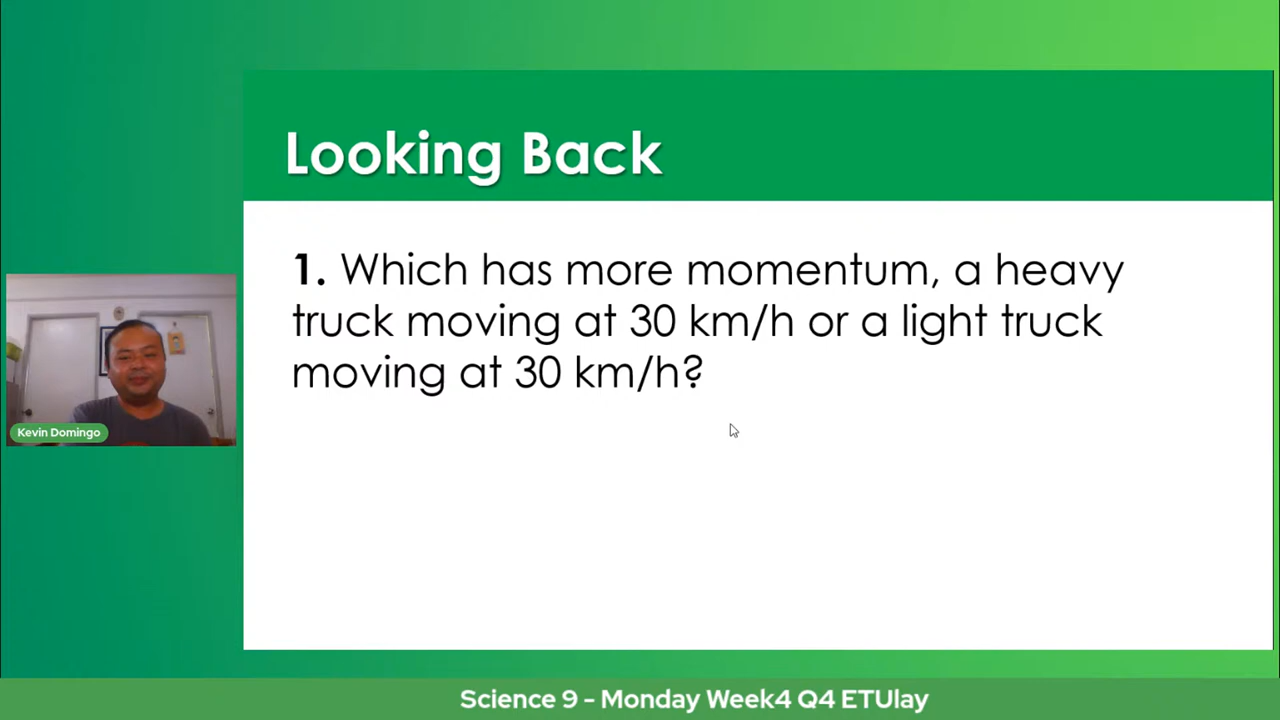 Looking Back
1. Which has more momentum, a heavy
truck moving at 30 km/h or a light truck
moving at 30 km/h?
Kevin Domingo
Science 9 - Monday Week4 Q4 ETUlay